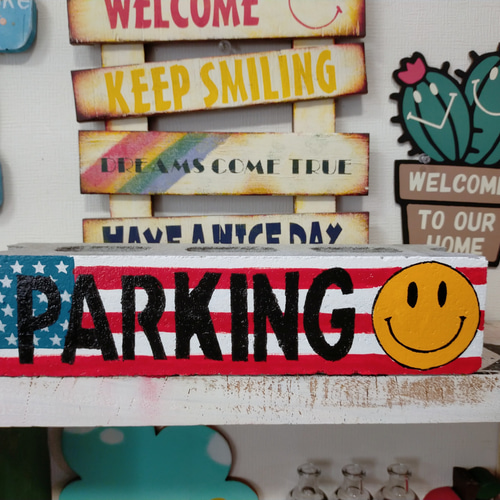 WELCOME
KEEP SMILING
DREAMS COME TRUE
HAVE A NICE DAY
WELCOME
TO OUR
HOME
PARKING